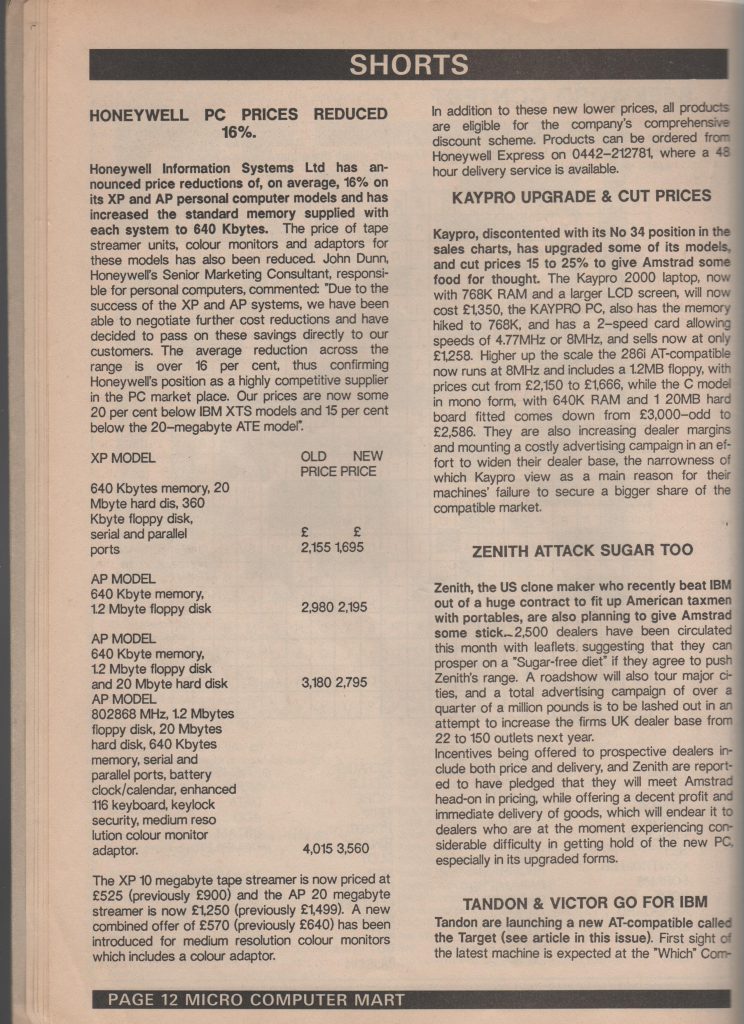 SHORTS
HONEYWELL PC PRICES REDUCED
16%.
Honeywell Information Systems Ltd has an-
nounced price reductions of, on average, 16% on
its XP and AP personal computer models and has
increased the standard memory supplied with
each system to 640 Kbytes. The price of tape
streamer units, colour monitors and adaptors for
these models has also been reduced. John Dunn,
Honeywell's Senior Marketing Consultant, responsi-
ble for personal computers, commented: "Due to the
success of the XP and AP systems, we have been
able to negotiate further cost reductions and have
decided to pass on these savings directly to our
customers. The average reduction across the
range is over 16 per cent, thus confirming
Honeywell's position as a highly competitive supplier
in the PC market place. Our prices are now some
20 per cent below IBM XTS models and 15 per cent
below the 20-megabyte ATE model".
XP MODEL OLD NEW
PRICE PRICE
640 Kbytes memory, 20
Mbyte hard dis, 360
Kbyte floppy disk,
serial and parallel £ £
ports 2,155 1,695
AP MODEL
640 Kbyte memory,
1.2 Mbyte floppy disk 2,980 2,195
AP MODEL
640 Kbyte memory,
1.2 Mbyte floppy disk
and 20 Mbyte hard disk 3,180 2,795
AP MODEL
802868 MHz, 1.2 Mbytes
floppy disk, 20 Mbytes
hard disk, 640 Kbytes
memory, serial and
parallel ports, battery
clock/calendar, enhanced
116 keyboard, keylock
security, medium reso
lution colour monitor
adaptor. 4,015 3,560
The XP 10 megabyte tape streamer is now priced at
£525 (previously £900) and the AP 20 megabyte
streamer is now £1,250 (previously £1,499). A new
combined offer of £570 (previously £640) has been
introduced for medium resolution colour monitors
which includes a colour adaptor.
In addition to these new lower prices, all products
are eligible for the company's comprehensive
discount scheme. Products can be ordered from
Honeywell Express on 0442-212781, where a 48
hour delivery service is available.
KAYPRO UPGRADE & CUT PRICES
Kaypro, discontented with its No 34 position in the
sales charts, has upgraded some of its models,
and cut prices 15 to 25% to give Amstrad some
food for thought. The Kaypro 2000 laptop, now
with 768K RAM and a larger LCD screen, will now
cost £1,350, the KAYPRO PC, also has the memory
hiked to 768K, and has a 2-speed card allowing
speeds of 4.77MHz or 8MHz, and sells now at only
£1,258. Higher up the scale the 286i AT-compatible
now runs at 8MHz and includes a 1.2MB floppy, with
prices cut from £2,150 to £1,666, while the C model
in mono form, with 640K RAM and 1 20MB hard
board fitted comes down from £3,000-odd to
£2,586. They are also increasing dealer margins
and mounting a costly advertising campaign in an ef-
fort to widen their dealer base, the narrowness of
which Kaypro view as a main reason for their
machines' failure to secure a bigger share of the
compatible market.
ZENITH ATTACK SUGAR TOO
Zenith, the US clone maker who recently beat IBM
out of a huge contract to fit up American taxmen
with portables, are also planning to give Amstrad
some stick... 2,500 dealers have been circulated
this month with leaflets suggesting that they can
prosper on a "Sugar-free diet" if they agree to push
Zenith's range. A roadshow will also tour major ci-
ties, and a total advertising campaign of over a
quarter of a million pounds is to be lashed out in an
attempt to increase the firms UK dealer base from
22 to 150 outlets next year.
Incentives being offered to prospective dealers in-
clude both price and delivery, and Zenith are report-
ed to have pledged that they will meet Amstrad
head-on in pricing, while offering a decent profit and
immediate delivery of goods, which will endear it to
dealers who are at the moment experiencing con-
siderable difficulty in getting hold of the new PC,
especially in its upgraded forms.
TANDON & VICTOR GO FOR IBM
Tandon are launching a new AT-compatible called
the Target (see article in this issue). First sight of
the latest machine is expected at the "Which" Com-
PAGE 12 MICRO COMPUTER MART